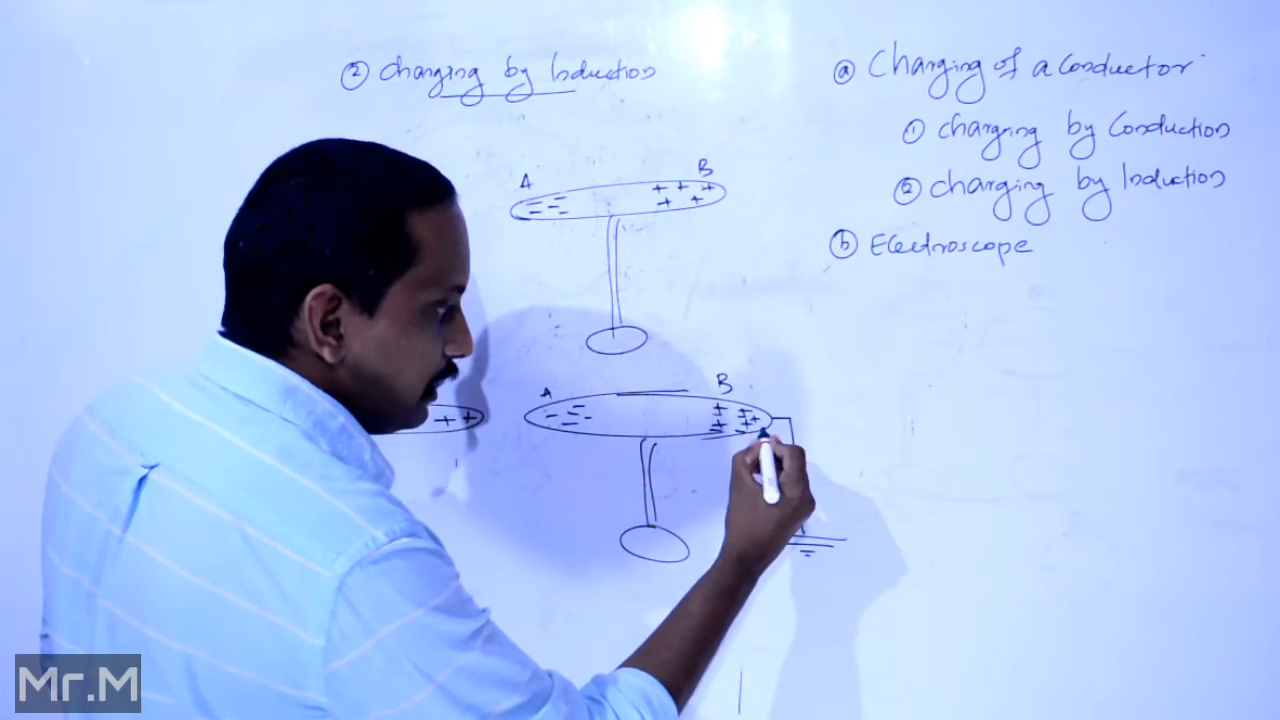 ② Charging by Induction
ⓐ Charging of a Conductor
① Charging by Conduction
② Charging by Induction
ⓑ Electroscope
A B
A B
Mr.M